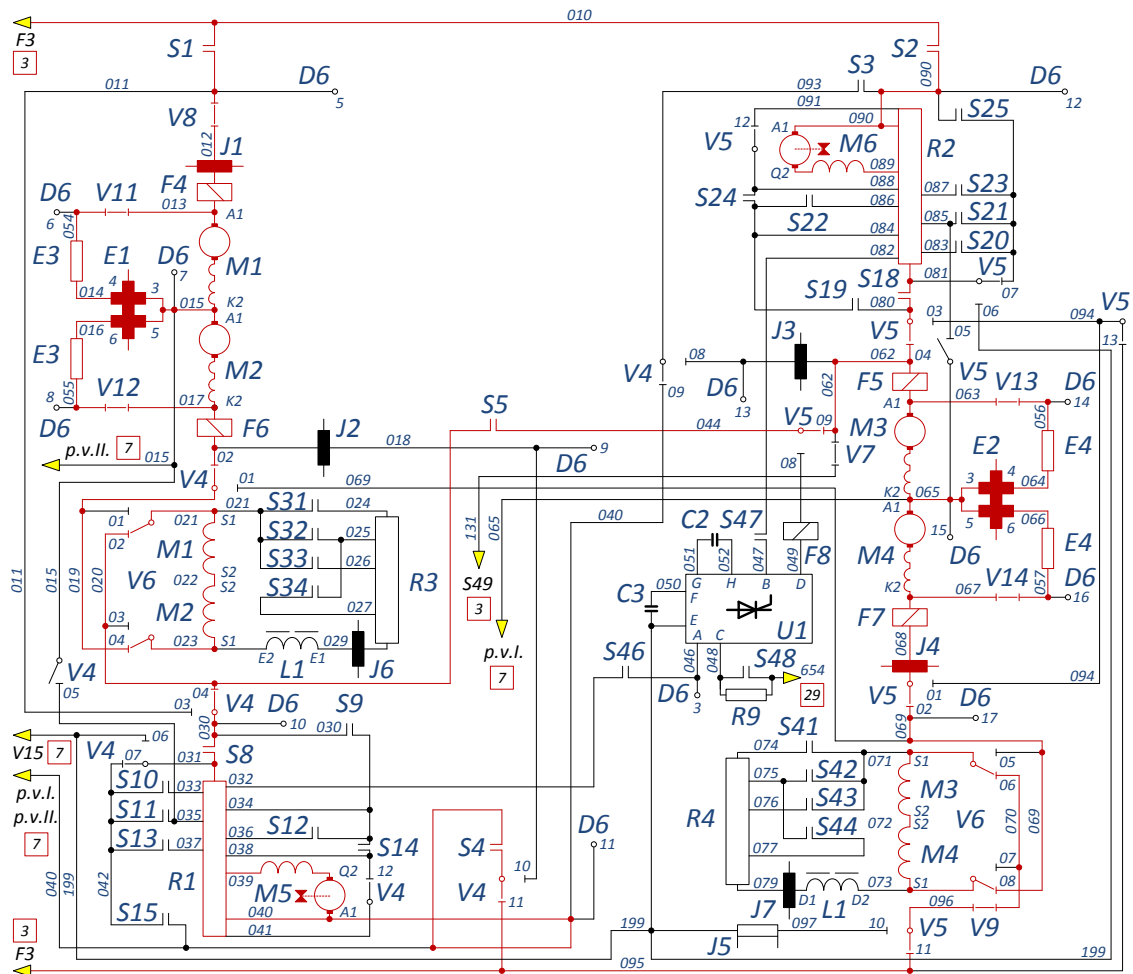 010
F3
3
S1
S2
011
D6
5
090
S3
093
D6
12
V8
012
J1
F4
091
090
A1
M6
089
Q2
088
12
V5
R2
S25
087
S23
S24
086
S22
085
S21
084
082
083
S20
D6
6
V11
013
A1
054
E3
E1
4
3
D6
7
M1
014
015
K2
A1
016
6
5
E3
M2
055
V12
017
K2
8
D6
F6
081
V5
07
S18
S19
080
06
03
094
V5
13
V5
05
J3
062
04
V4
08
09
D6
13
062
F5
V5
A1
063
V13
D6
14
056
M3
E2
E4
3
4
064
K2
065
A1
5
6
066
M4
15
D6
E4
K2
067
V14
057
D6
16
F7
068
J4
V5
01
02
094
D6
17
069
p.v.II.
7
015
02
V4
J2
018
S5
044
V5
09
V7
D6
9
08
01
069
021
S1
S31
024
S32
025
S33
026
S34
027
R3
01
02
021
M1
022
S2
S2
M2
V6
03
04
023
S1
E2
E1
029
L1
J6
011
015
019
020
131
065
S49
3
p.v.I.
7
040
C2
S47
051
052
047
049
F8
050
C3
G
H
B
D
F
E
A
C
U1
046
048
S46
S48
654
29
D6
3
R9
V4
05
03
04
V4
030
D6
10
S9
030
V15
7
V4
06
07
031
S8
p.v.I.
p.v.II.
7
S10
033
032
S11
035
034
S13
037
036
S12
038
S14
R1
039
Q2
M5
A1
12
V4
040
041
040
199
042
S15
S4
V4
10
11
D6
11
3
F3
095
S41
074
071
S1
075
S42
076
S43
S44
072
077
R4
M3
S2
S2
M4
S1
05
06
V6
070
069
07
08
079
J7
D1
D2
L1
073
096
097
10
V5
11
V9
199
J5
199